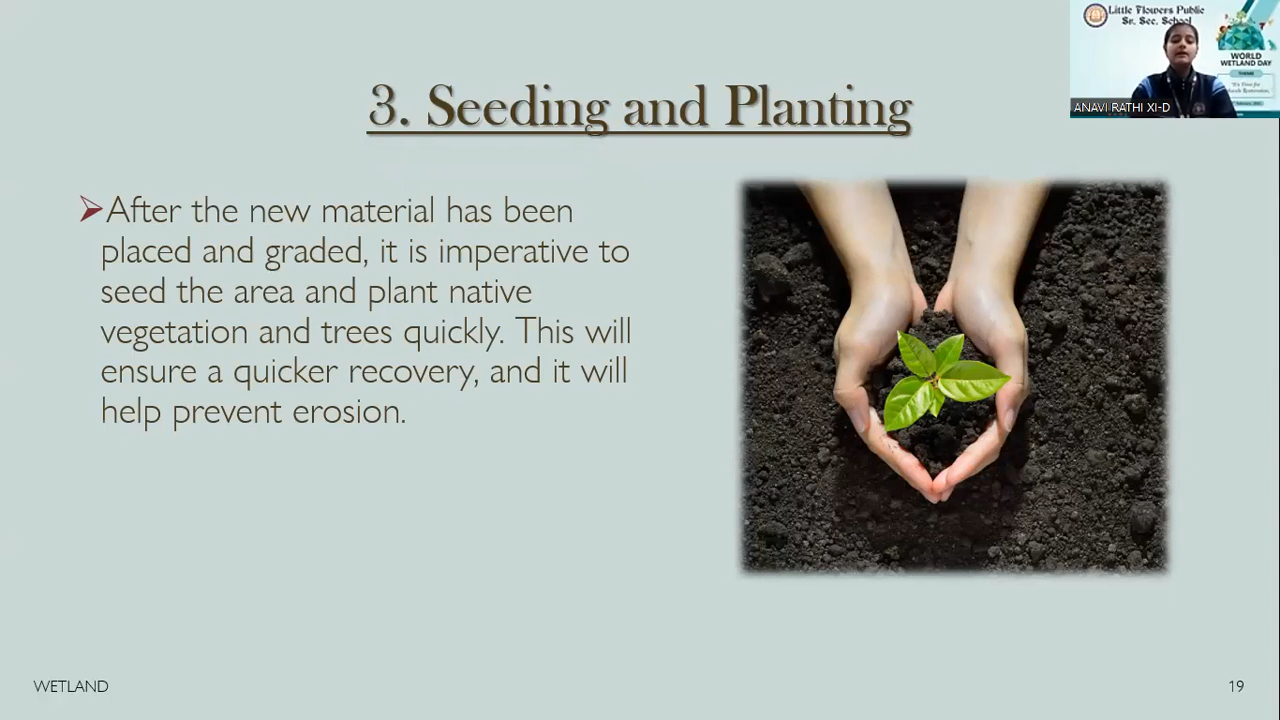 Little Flowers Public
Sr. Sec. School
WORLD
WETLAND DAY
THEME
ANAVI RATHI XI-D
3. Seeding and Planting
After the new material has been
placed and graded, it is imperative to
seed the area and plant native
vegetation and trees quickly. This will
ensure a quicker recovery, and it will
help prevent erosion.
WETLAND
19